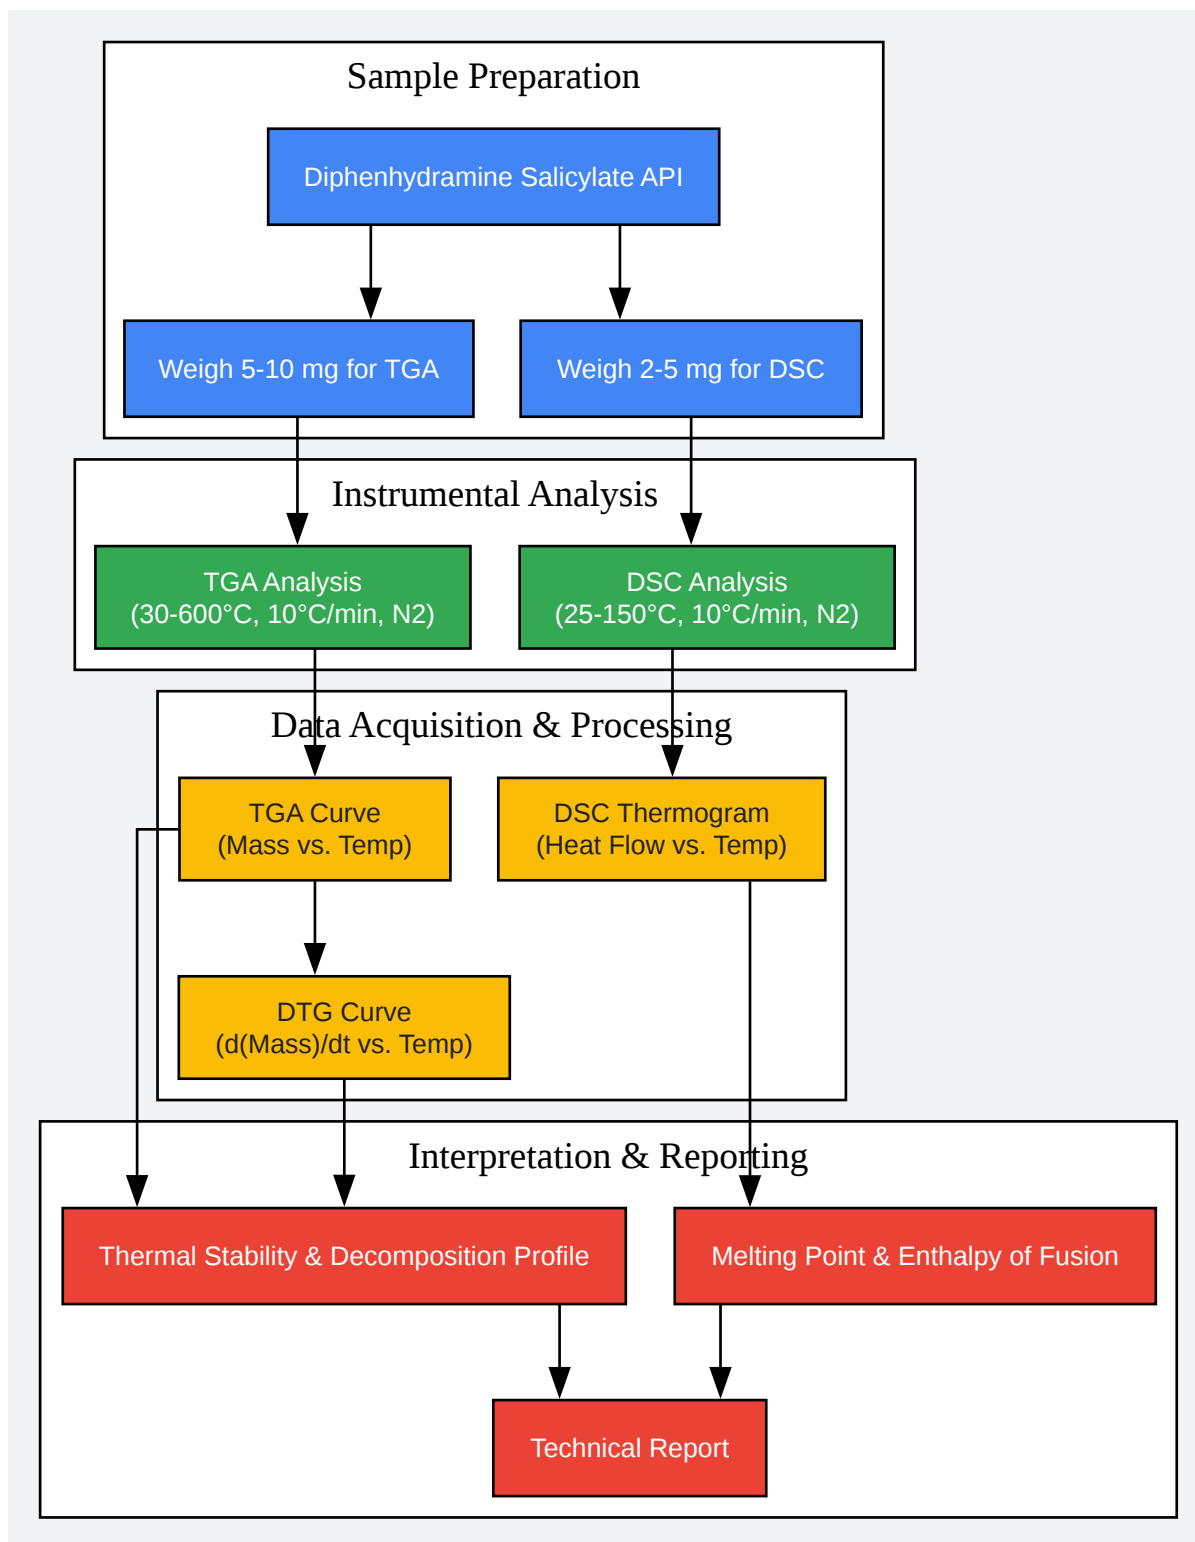 Sample Preparation
Diphenhydramine Salicylate API
Weigh 5-10 mg for TGA
Weigh 2-5 mg for DSC
Instrumental Analysis
TGA Analysis
(30-600°C, 10°C/min, N2)
DSC Analysis
(25-150°C, 10°C/min, N2)
Data Acquisition & Processing
TGA Curve
(Mass vs. Temp)
DSC Thermogram
(Heat Flow vs. Temp)
DTG Curve
(d(Mass)/dt vs. Temp)
Interpretation & Reporting
Thermal Stability & Decomposition Profile
Melting Point & Enthalpy of Fusion
Technical Report